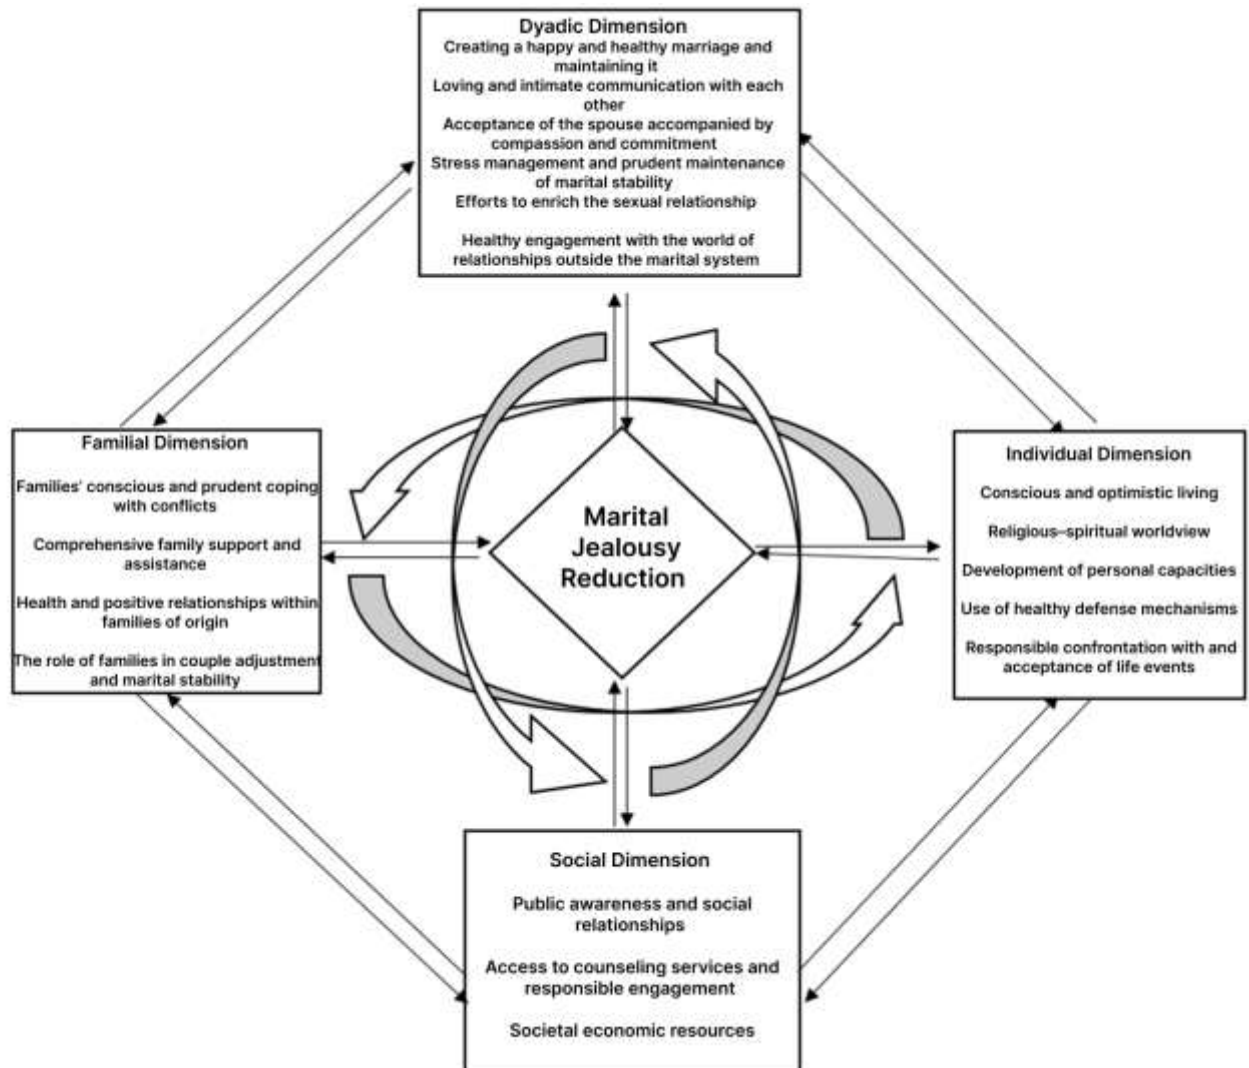 Dyadic Dimension
Creating a happy and healthy marriage and
maintaining it
Loving and intimate communication with each
other
Acceptance of the spouse accompanied by
compassion and commitment
Stress management and prudent maintenance
of marital stability
Efforts to enrich the sexual relationship
Healthy engagement with the world of
relationships outside the marital system
Familial Dimension
Families' conscious and prudent coping
with conflicts
Comprehensive family support and
assistance
Health and positive relationships within
families of origin
The role of families in couple adjustment
and marital stability
Marital
Jealousy
Reduction
Individual Dimension
Conscious and optimistic living
Religious–spiritual worldview
Development of personal capacities
Use of healthy defense mechanisms
Responsible confrontation with and
acceptance of life events
Social Dimension
Public awareness and social
relationships
Access to counseling services and
responsible engagement
Societal economic resources